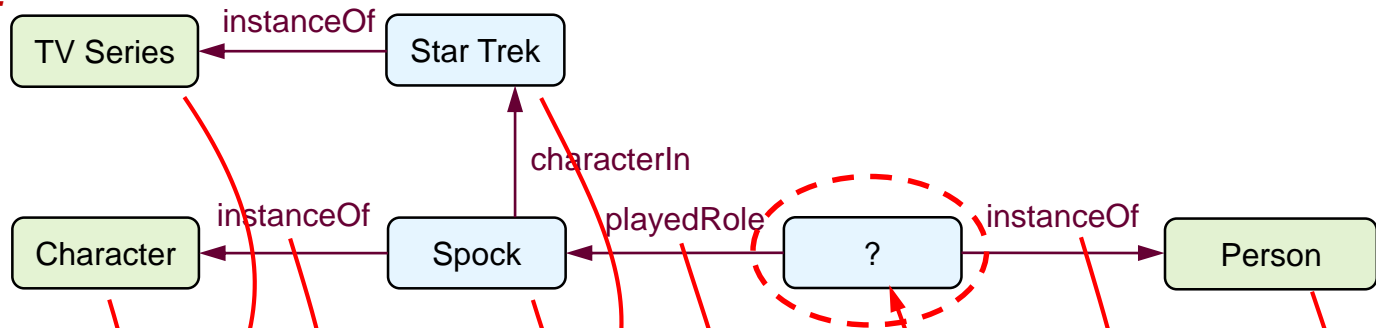 instanceOf
TV Series
Star Trek
characterIn
instanceOf
playedRole
instanceOf
Character
Spock
?
Person